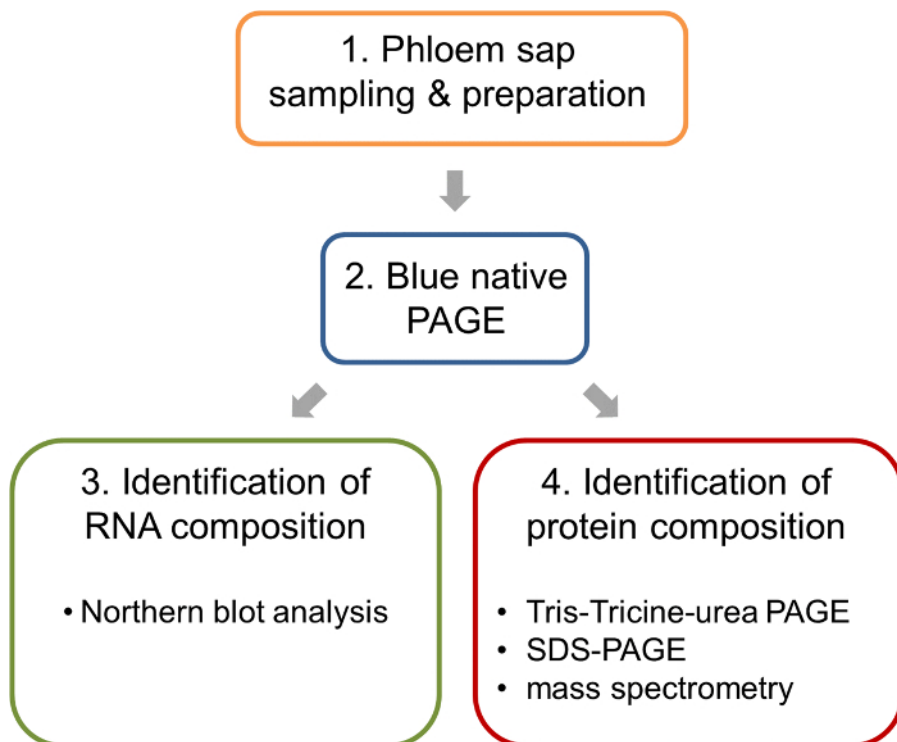 1. Phloem sap
sampling & preparation
2. Blue native
PAGE
3. Identification of
RNA composition
• Northern blot analysis
4. Identification of
protein composition
• Tris-Tricine-urea PAGE
• SDS-PAGE
• mass spectrometry